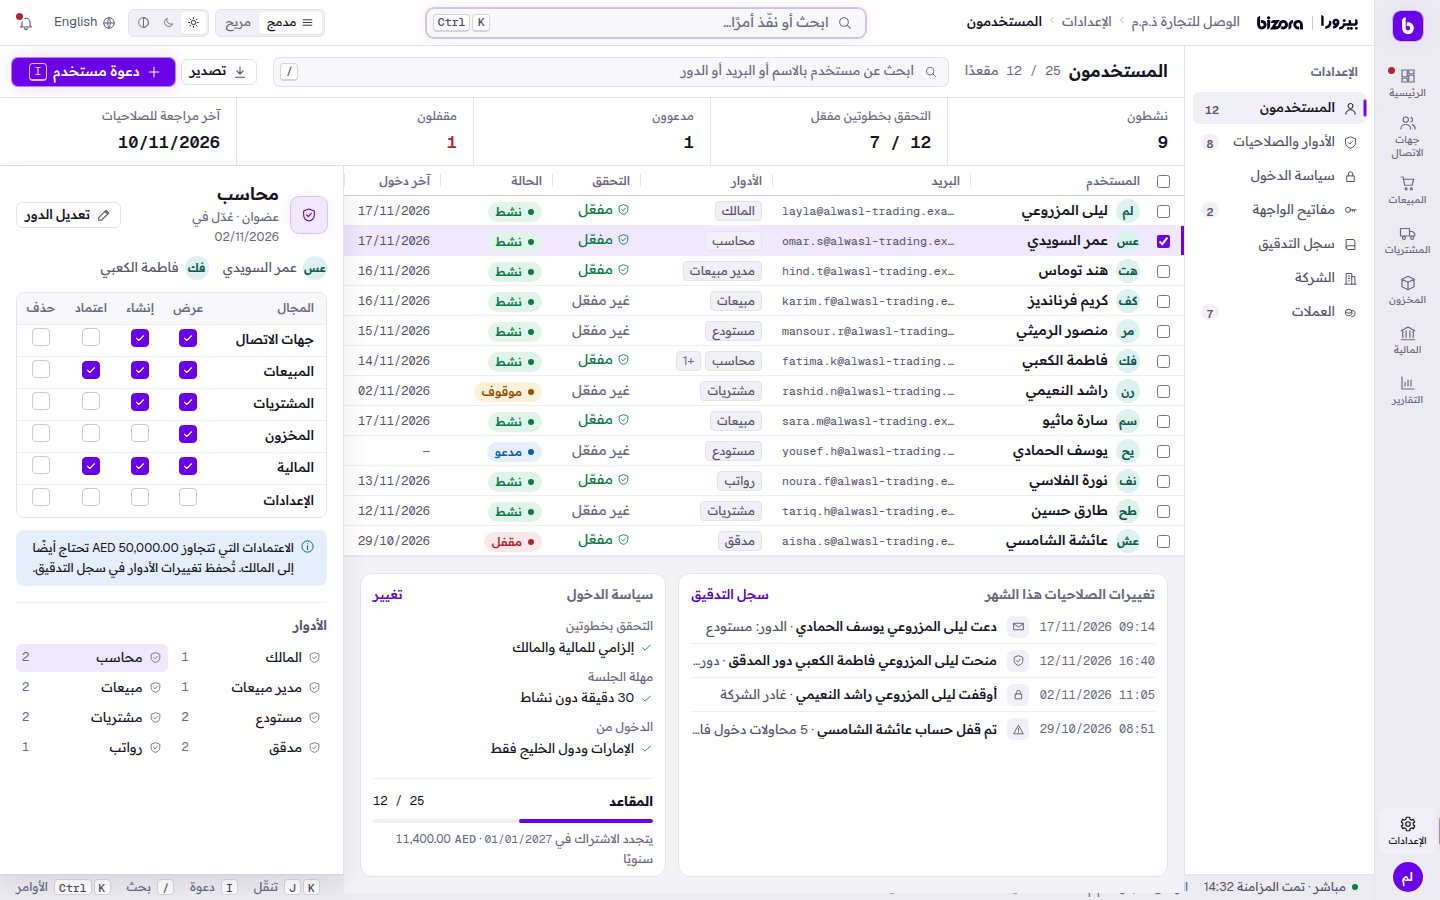 بيزورا | bizora
الوصل للتجارة ذ.م.م › الإعدادات › المستخدمون
ابحث أو نفّذ أمرًا... Ctrl K
مدمج مريح
English
الرئيسية
جهات الاتصال
المبيعات
المشتريات
المخزون
المالية
التقارير
الإعدادات
لم
الإعدادات
المستخدمون 12
الأدوار والصلاحيات 8
سياسة الدخول
مفاتيح الواجهة 2
سجل التدقيق
الشركة
العملات 7
المستخدمون 12 / 25 مقعدًا
ابحث عن مستخدم بالاسم أو البريد أو الدور /
تصدير
دعوة مستخدم I
نشطون 9
التحقق بخطوتين مفعّل 7 / 12
مدعوون 1
مقفلون 1
آخر مراجعة للصلاحيات 10/11/2026
المستخدم البريد الأدوار التحقق الحالة آخر دخول
لم ليلى المزروعي layla@alwasl-trading.exa… المالك مفعّل نشط 17/11/2026
عس عمر السويدي omar.s@alwasl-trading.ex… محاسب مفعّل نشط 17/11/2026
هت هند توماس hind.t@alwasl-trading.ex… مدير مبيعات مفعّل نشط 16/11/2026
كف كريم فرنانديز karim.f@alwasl-trading.e… مبيعات غير مفعّل نشط 16/11/2026
مر منصور الرميثي mansour.r@alwasl-trading… مستودع غير مفعّل نشط 15/11/2026
فك فاطمة الكعبي fatima.k@alwasl-trading.… محاسب +1 مفعّل نشط 14/11/2026
رن راشد النعيمي rashid.n@alwasl-trading.… مشتريات غير مفعّل موقوف 02/11/2026
سم سارة ماثيو sara.m@alwasl-trading.ex… مشتريات مفعّل نشط 17/11/2026
يح يوسف الحمادي yousef.h@alwasl-trading.… مستودع غير مفعّل مدعو –
نف نورة الفلاسي noura.f@alwasl-trading.e… رواتب مفعّل نشط 13/11/2026
طح طارق حسين tariq.h@alwasl-trading.e… مشتريات غير مفعّل نشط 12/11/2026
عش عائشة الشامسي aisha.s@alwasl-trading.e… مدقق مفعّل مقفل 29/10/2026
تغييرات الصلاحيات هذا الشهر سجل التدقيق
17/11/2026 09:14 دعت ليلى المزروعي يوسف الحمادي · الدور: مستودع
12/11/2026 16:40 منحت ليلى المزروعي فاطمة الكعبي دور المدقق · دور…
02/11/2026 11:05 أوقفت ليلى المزروعي راشد النعيمي · غادر الشركة
29/10/2026 08:51 تم قفل حساب عائشة الشامسي · 5 محاولات دخول فا…
سياسة الدخول تغيير
التحقق بخطوتين
إلزامي للمالية والمالك
مهلة الجلسة
30 دقيقة دون نشاط
الدخول من
الإمارات ودول الخليج فقط
المقاعد 12 / 25
يتجدد الاشتراك في 01/01/2027 · AED 11,400.00
سنويًا
محاسب
عضوان · عُدّل في
02/11/2026
تعديل الدور
عس عمر السويدي فك فاطمة الكعبي
المجال عرض إنشاء اعتماد حذف
جهات الاتصال
المبيعات
المشتريات
المخزون
المالية
الإعدادات
الاعتمادات التي تتجاوز AED 50,000.00 تحتاج أيضًا
إلى المالك. تُحفظ تغييرات الأدوار في سجل التدقيق.
الأدوار
المالك 1 محاسب 2
مدير مبيعات 1 مبيعات 2
مستودع 2 مشتريات 2
مدقق 2 رواتب 1
مباشر · تمت المزامنة 14:32
J K تنقّل I دعوة / بحث Ctrl K الأوامر